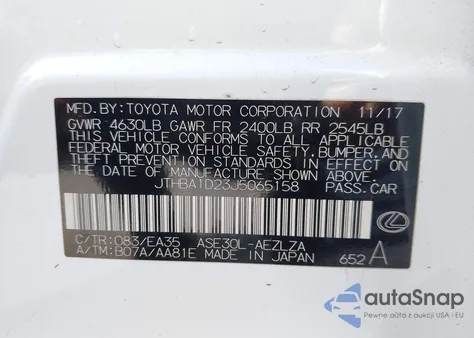 MFD.BY:TOYOTA MOTOR CORPORATION 11/17
GVWR 4630LB GAWR FR 2400LB RR 2545LB
THIS VEHICLE CONFORMS TO ALL APPLICABLE
FEDERAL MOTOR VEHICLE SAFETY,BUMPER,AND
THEFT PREVENTION STANDARDS IN EFFECT ON
THE DATE OF MANUFACTURE SHOWN ABOVE.
JTHBA1D23J5065158 PASS.CAR
C/TR:083/EA35 ASE30L-AEZLZA
A/TM:B07A/AA81E MADE IN JAPAN 652A
autaSnap
Pewne auta z USA i EU